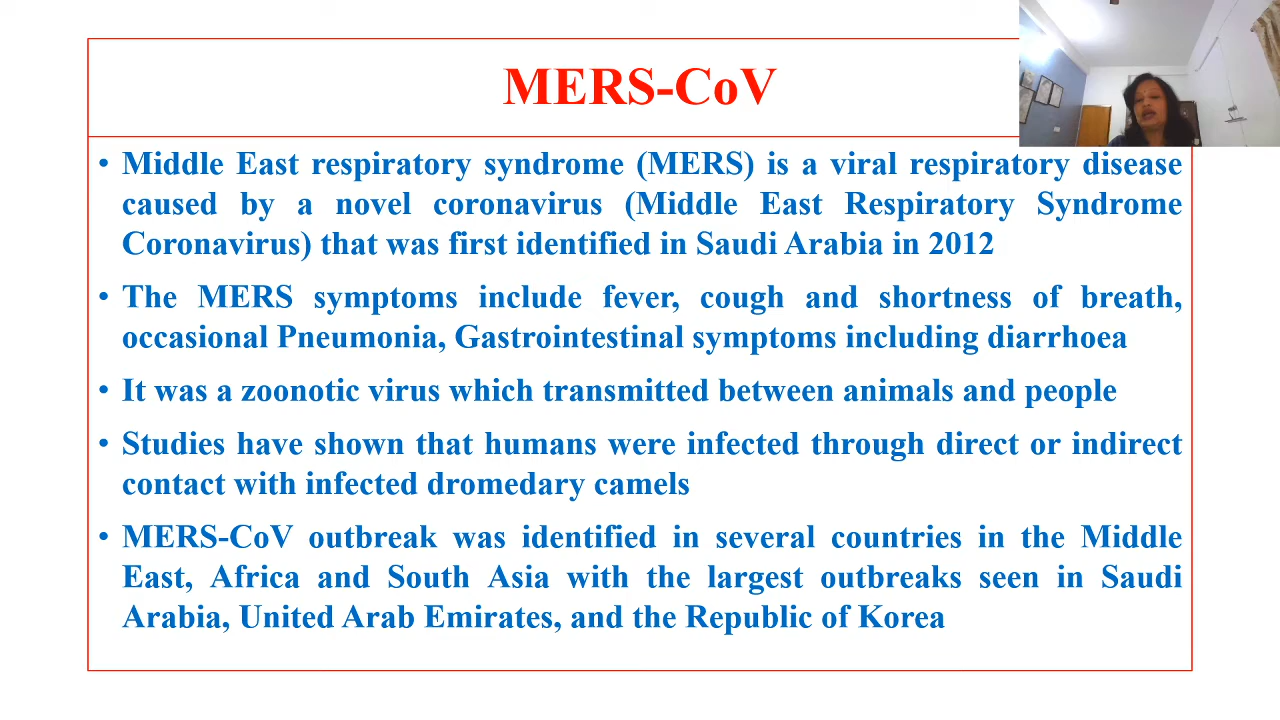 MERS-CoV
• Middle East respiratory syndrome (MERS) is a viral respiratory disease
caused by a novel coronavirus (Middle East Respiratory Syndrome
Coronavirus) that was first identified in Saudi Arabia in 2012
• The MERS symptoms include fever, cough and shortness of breath,
occasional Pneumonia, Gastrointestinal symptoms including diarrhoea
• It was a zoonotic virus which transmitted between animals and people
• Studies have shown that humans were infected through direct or indirect
contact with infected dromedary camels
• MERS-CoV outbreak was identified in several countries in the Middle
East, Africa and South Asia with the largest outbreaks seen in Saudi
Arabia, United Arab Emirates, and the Republic of Korea